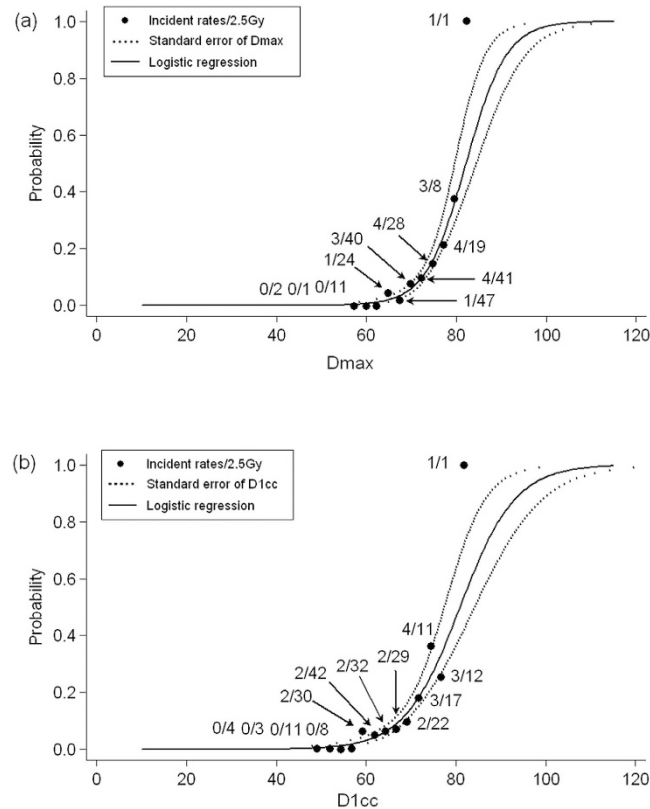 (a)
Incident rates/2.5Gy
Standard error of Dmax
Logistic regression
1/1
3/8
4/28
3/40
4/19
1/24
0/2 0/1 0/11
4/41
1/47
Probability
1.0
0.8
0.6
0.4
0.2
0.0
0 20 40 60 80 100 120
Dmax
(b)
Incident rates/2.5Gy
Standard error of D1cc
Logistic regression
1/1
4/11
2/29
2/32
2/42
3/12
2/30
3/17
0/4 0/3 0/11 0/8
2/22
Probability
1.0
0.8
0.6
0.4
0.2
0.0
0 20 40 60 80 100 120
D1cc